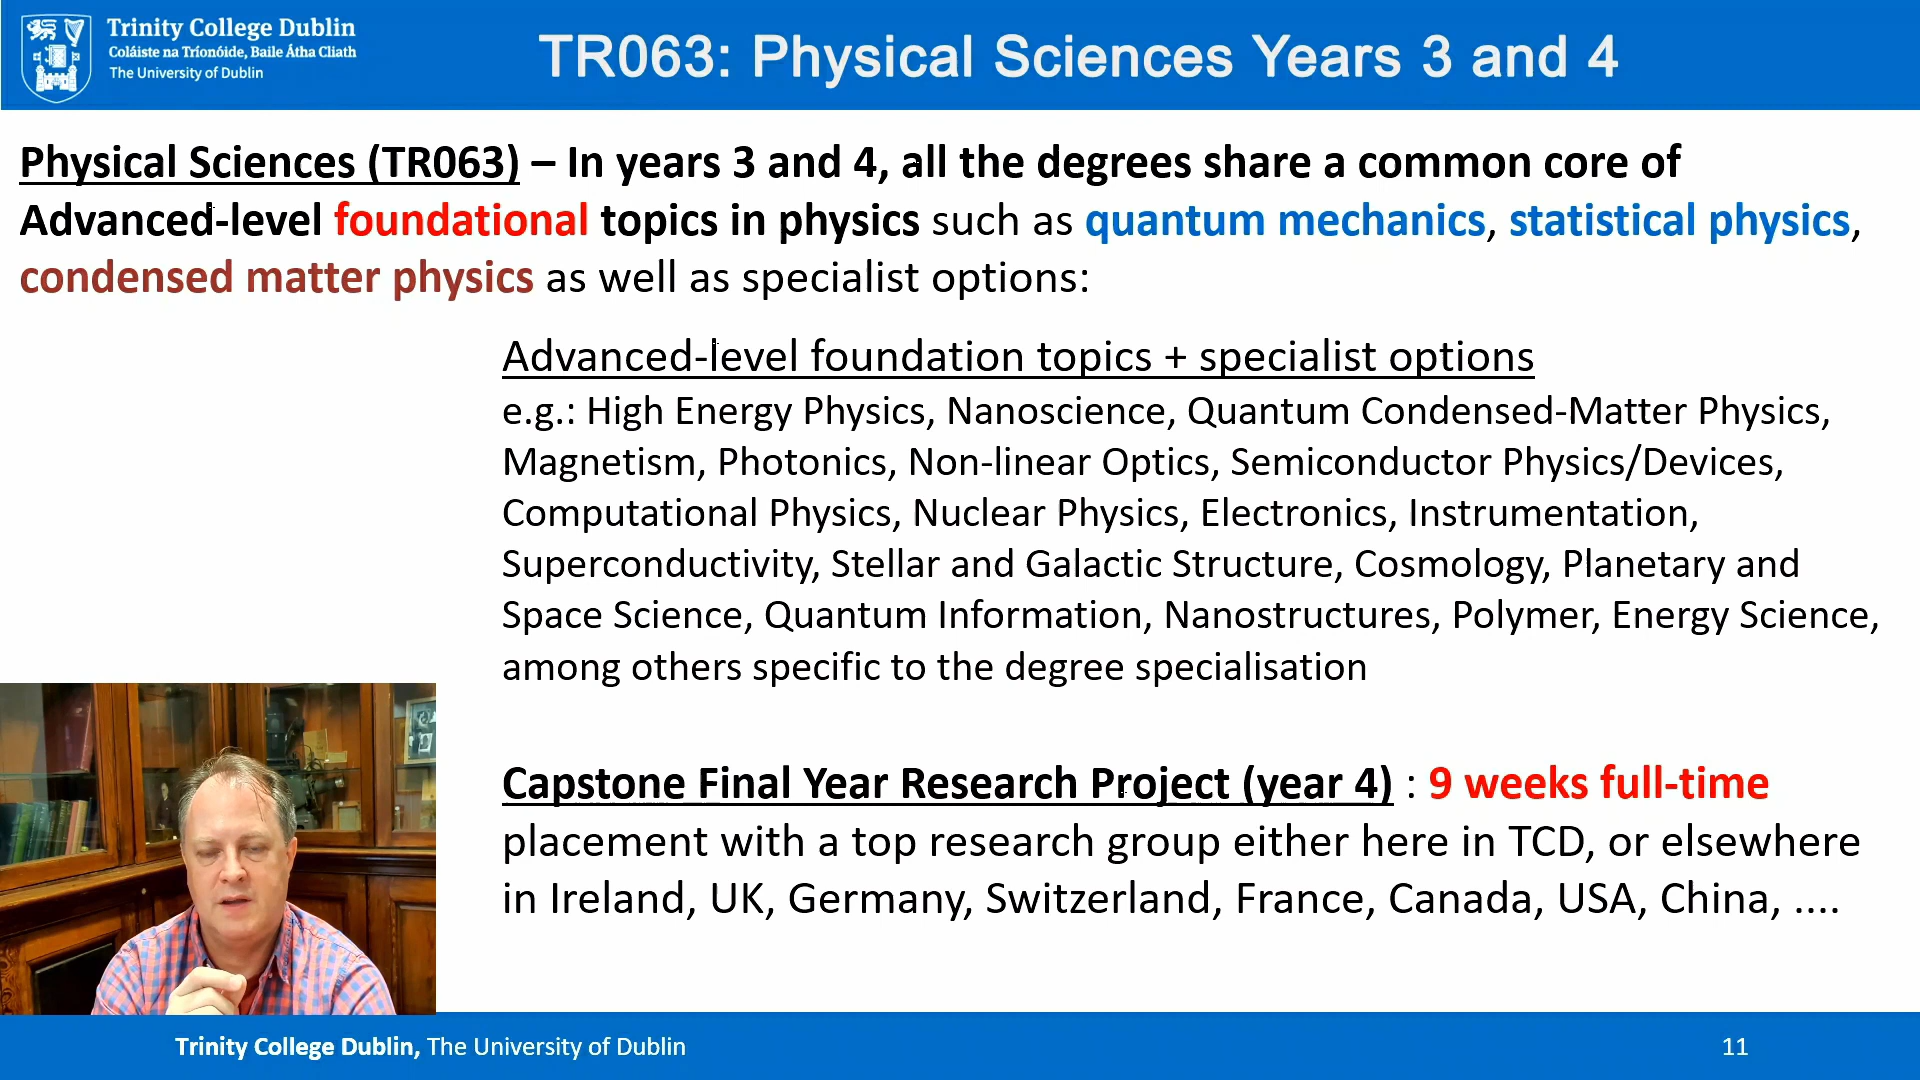 Trinity College Dublin
Coláiste na Tríonóide, Baile Átha Cliath
The University of Dublin
TR063: Physical Sciences Years 3 and 4
Physical Sciences (TR063) – In years 3 and 4, all the degrees share a common core of
Advanced-level foundational topics in physics such as quantum mechanics, statistical physics,
condensed matter physics as well as specialist options:
Advanced-level foundation topics + specialist options
e.g.: High Energy Physics, Nanoscience, Quantum Condensed-Matter Physics,
Magnetism, Photonics, Non-linear Optics, Semiconductor Physics/Devices,
Computational Physics, Nuclear Physics, Electronics, Instrumentation,
Superconductivity, Stellar and Galactic Structure, Cosmology, Planetary and
Space Science, Quantum Information, Nanostructures, Polymer, Energy Science,
among others specific to the degree specialisation
Capstone Final Year Research Project (year 4) : 9 weeks full-time
placement with a top research group either here in TCD, or elsewhere
in Ireland, UK, Germany, Switzerland, France, Canada, USA, China, ....
Trinity College Dublin, The University of Dublin
11